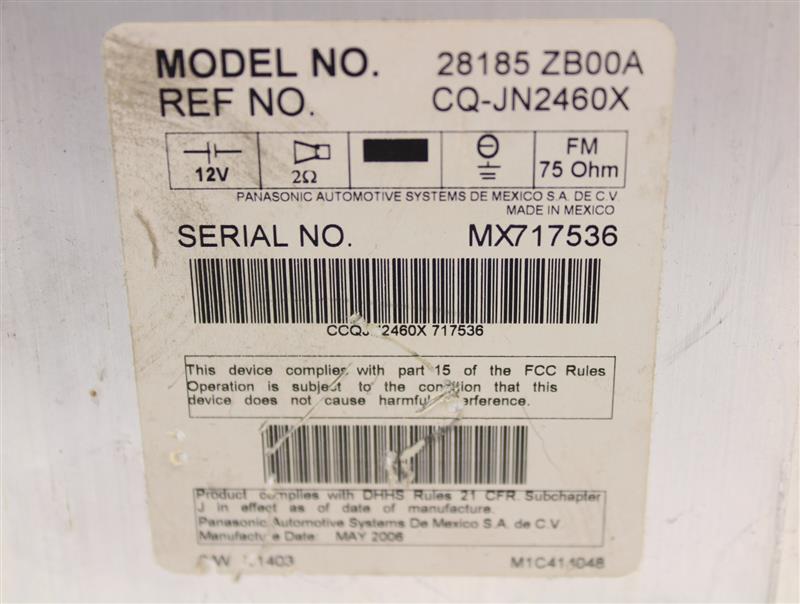 MODEL NO. 28185 ZB00A
REF NO. CQ-JN2460X
12V 2Ω FM 75 Ohm
PANASONIC AUTOMOTIVE SYSTEMS DE MEXICO S.A. DE C.V.
MADE IN MEXICO
SERIAL NO. MX717536
717536
This device complies with part 15 of the FCC Rules
Operation is subject to the condition that this
device does not cause harmful interference.
Product complies with DHHS Rules 21 CFR. Subchapter
J in effect as of date of manufacture.
Panasonic Automotive Systems De Mexico S.A. de C.V.
Manufacture Date: MAY 2006